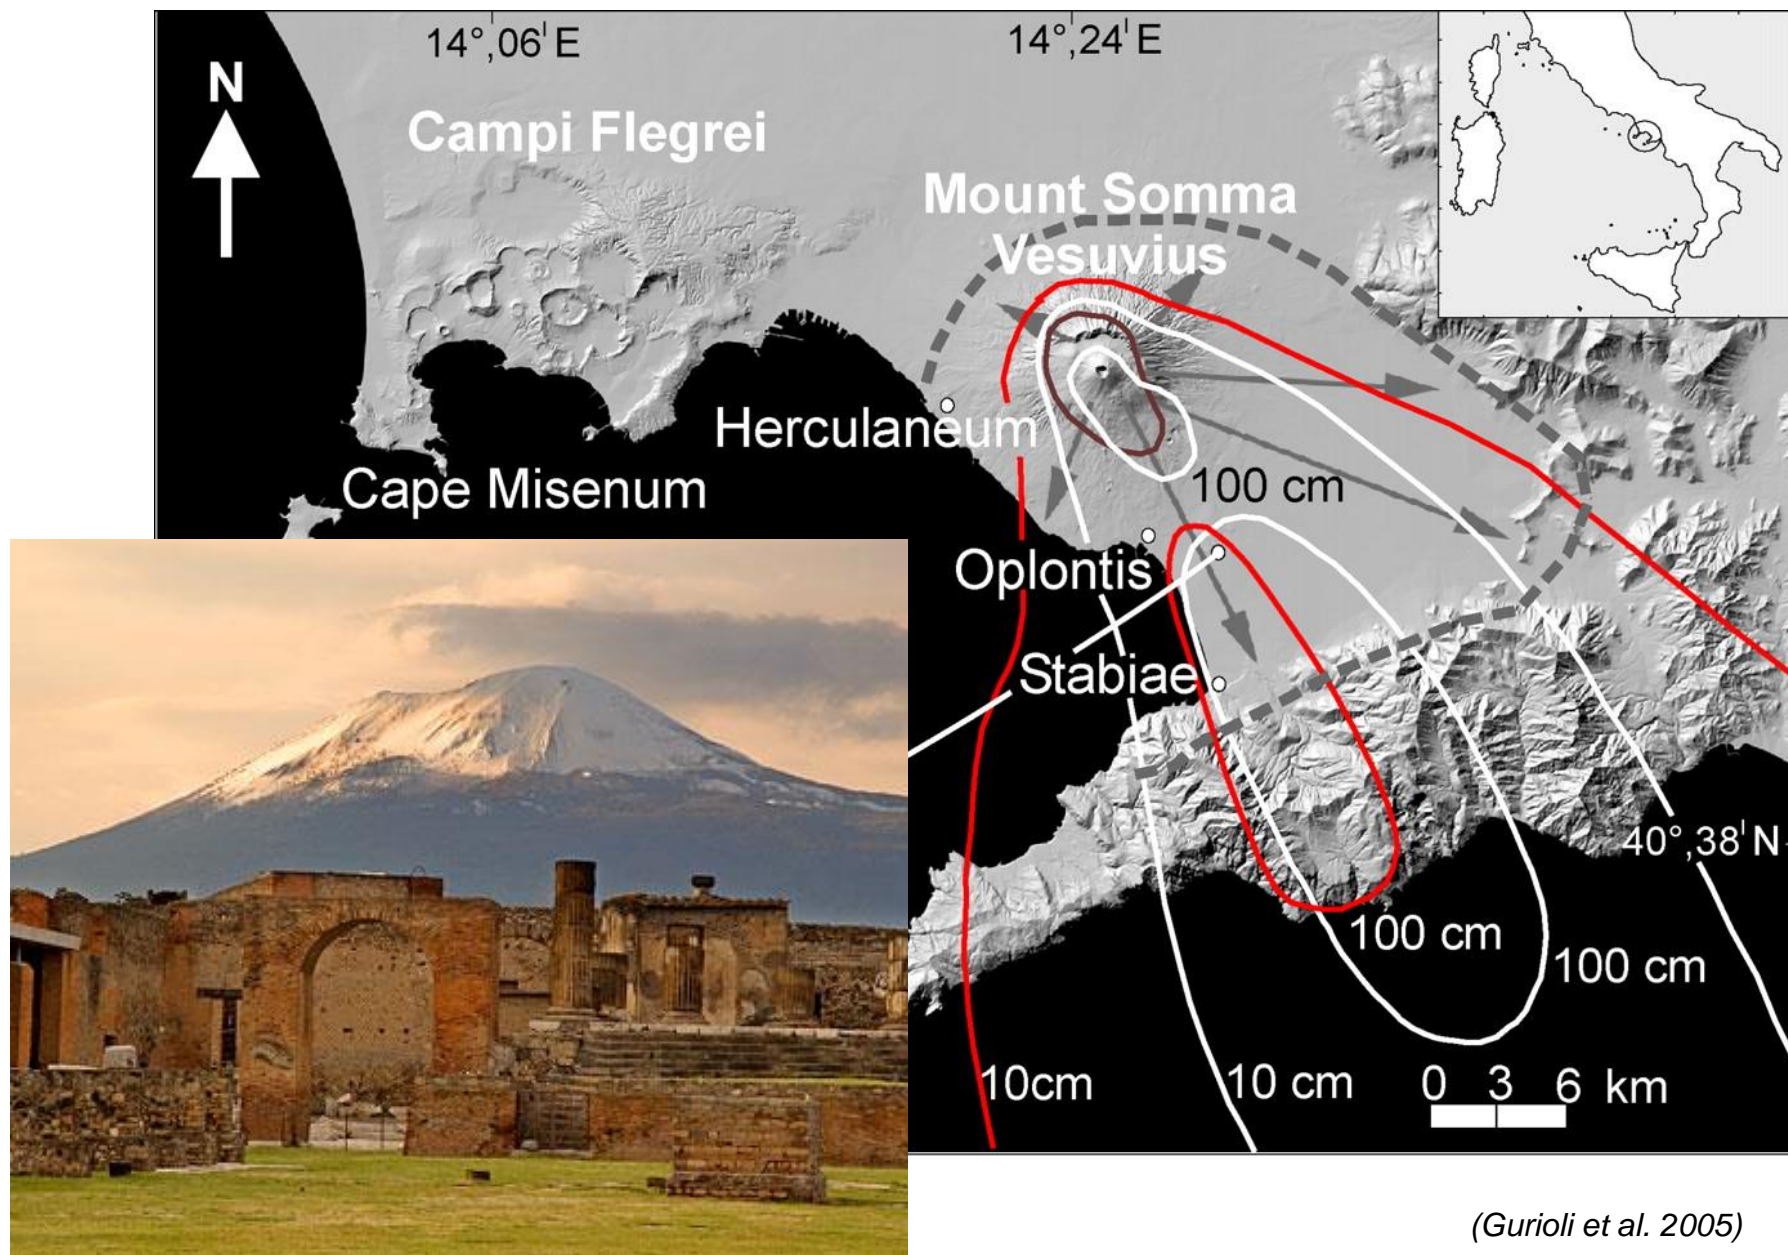 14°,06' E
14°,24' E
N
Campi Flegrei
Mount Somma
Vesuvius
Herculaneum
Cape Misenum
100 cm
Oplontis
Stabiae
40°,38' N
100 cm
100 cm
10cm
10 cm
0 3 6 km
(Gurioli et al. 2005)